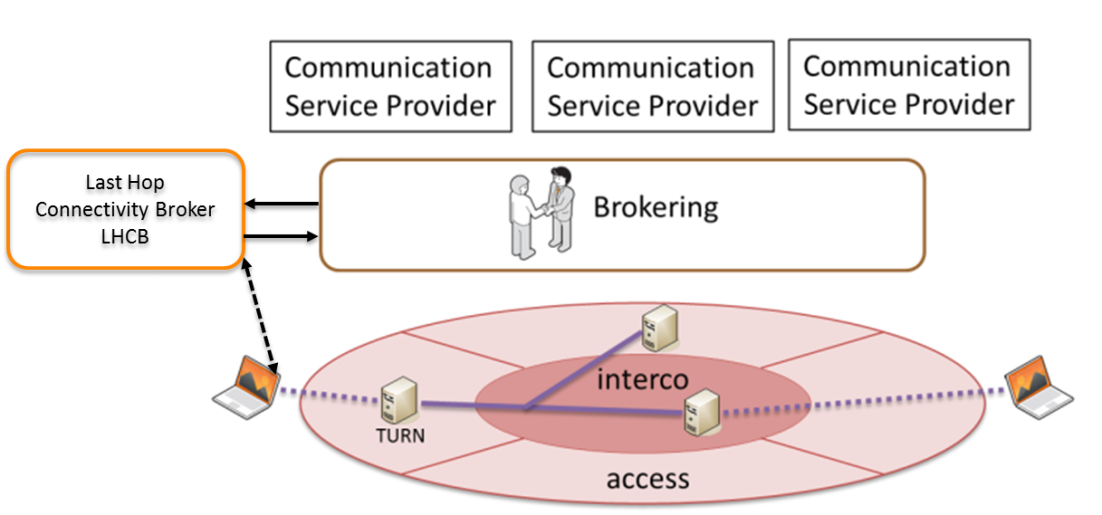 Communication
Service Provider
Communication
Service Provider
Communication
Service Provider
Last Hop
Connectivity Broker
LHCB
Brokering
interco
TURN
access